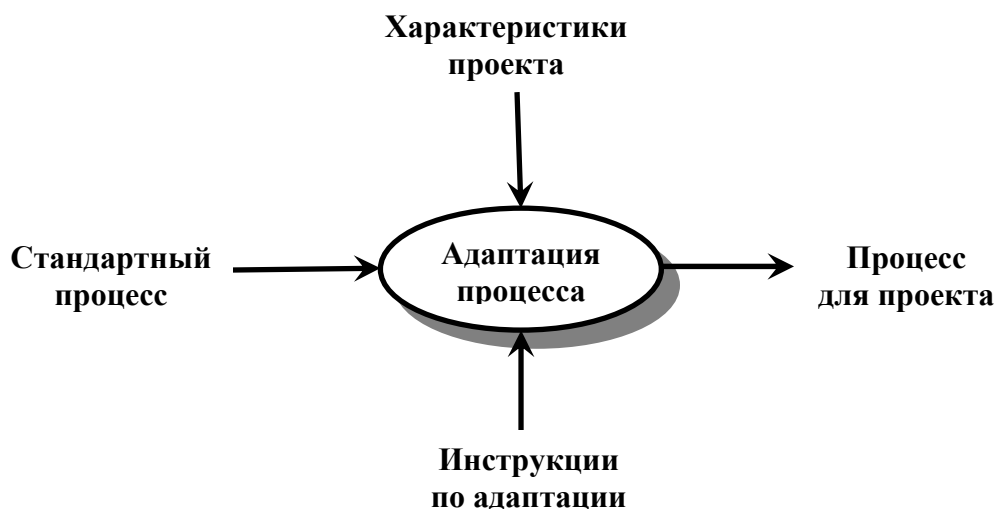 Характеристики
проекта
Стандартный
процесс
Адаптация
процесса
Процесс
для проекта
Инструкции
по адаптации